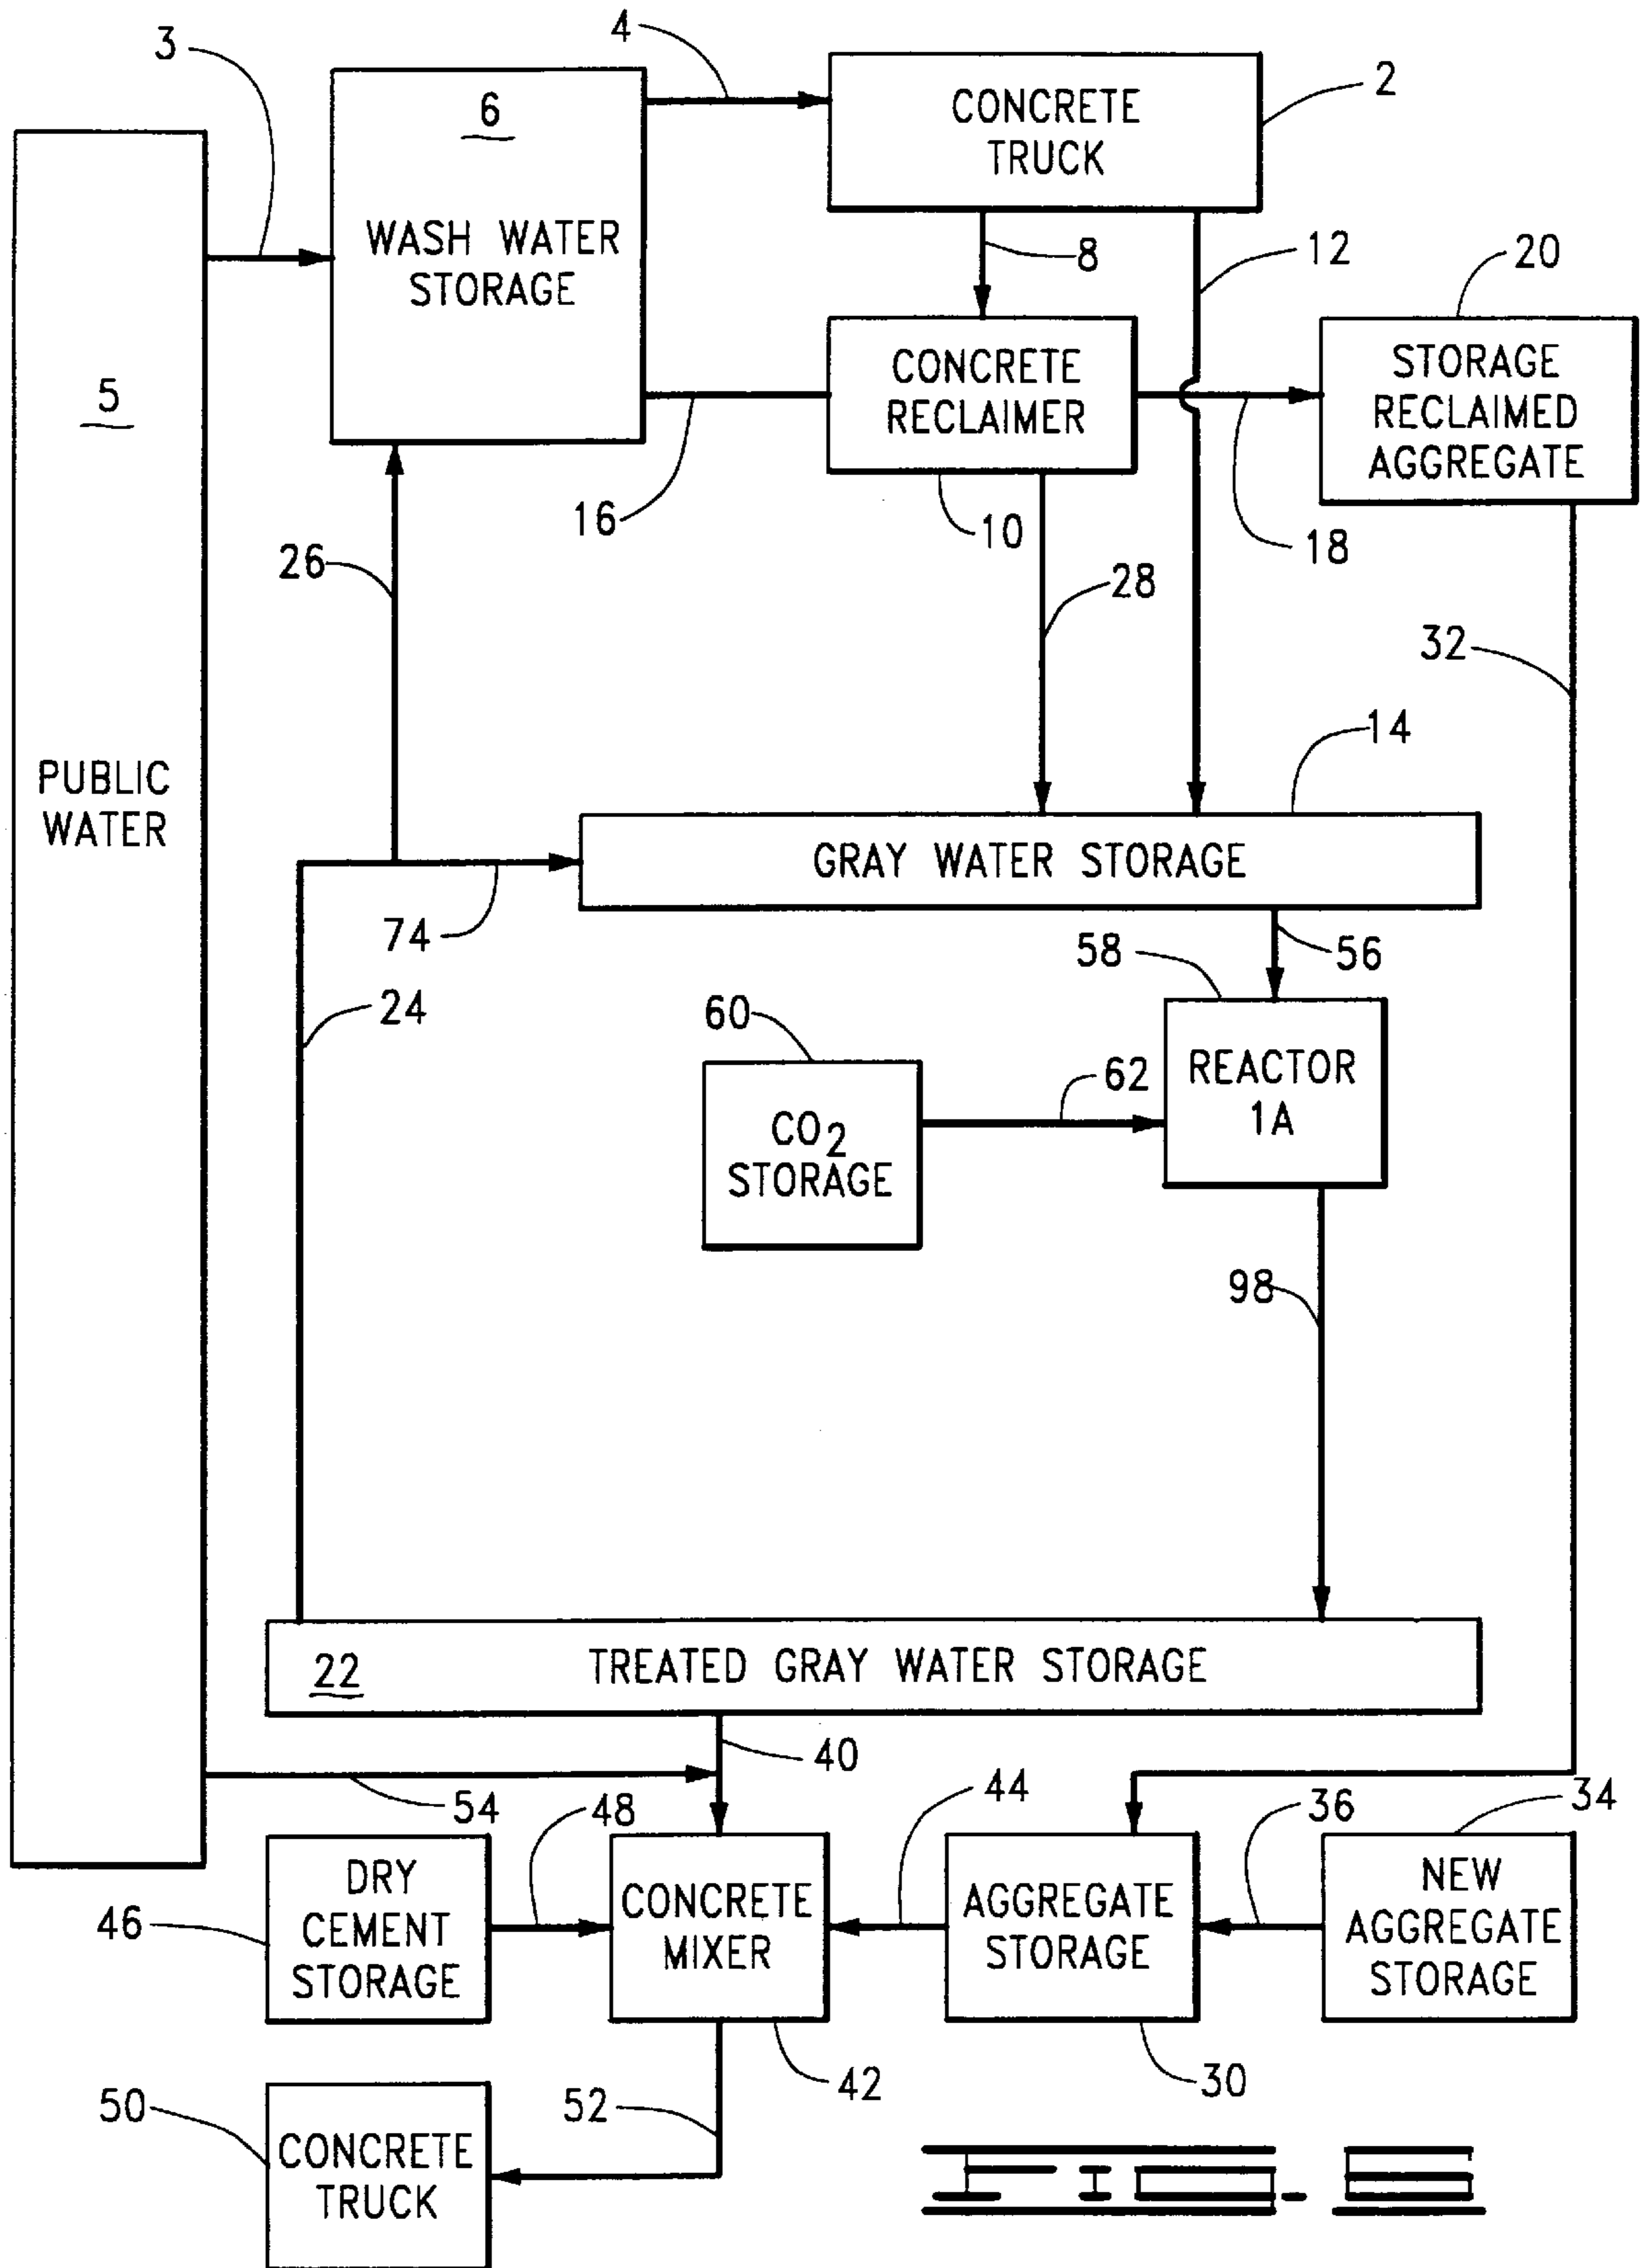 3
4
2
6
CONCRETE
TRUCK
WASH WATER
STORAGE
8
12
20
5
CONCRETE
RECLAIMER
STORAGE
RECLAIMED
AGGREGATE
16
10
18
26
28
32
14
PUBLIC
WATER
GRAY WATER STORAGE
74
58
56
24
60
62
REACTOR
1A
CO2
STORAGE
98
22
TREATED GRAY WATER STORAGE
40
54
48
44
36
34
46
DRY
CEMENT
STORAGE
CONCRETE
MIXER
AGGREGATE
STORAGE
NEW
AGGREGATE
STORAGE
42
30
50
52
CONCRETE
TRUCK